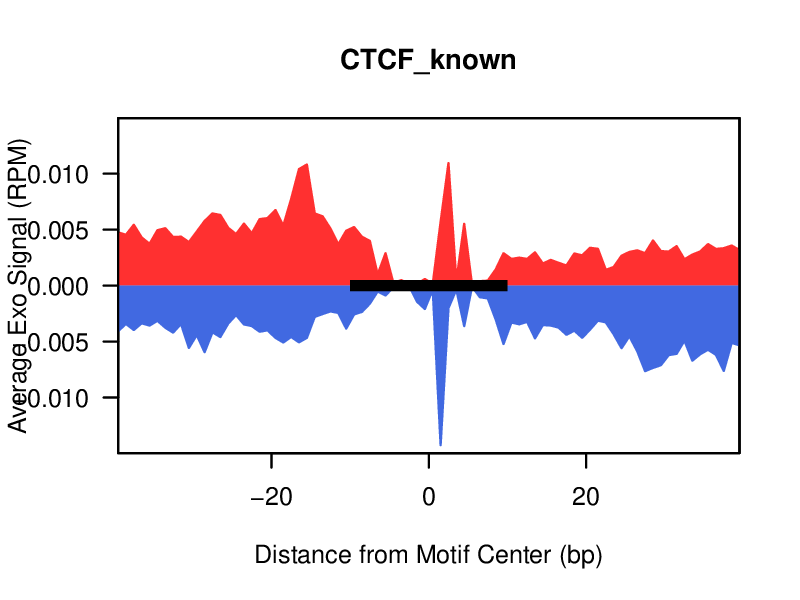 CTCF_known
Average Exo Signal (RPM)
0.010
0.005
0.000
0.005
0.010
−20
0
20
Distance from Motif Center (bp)